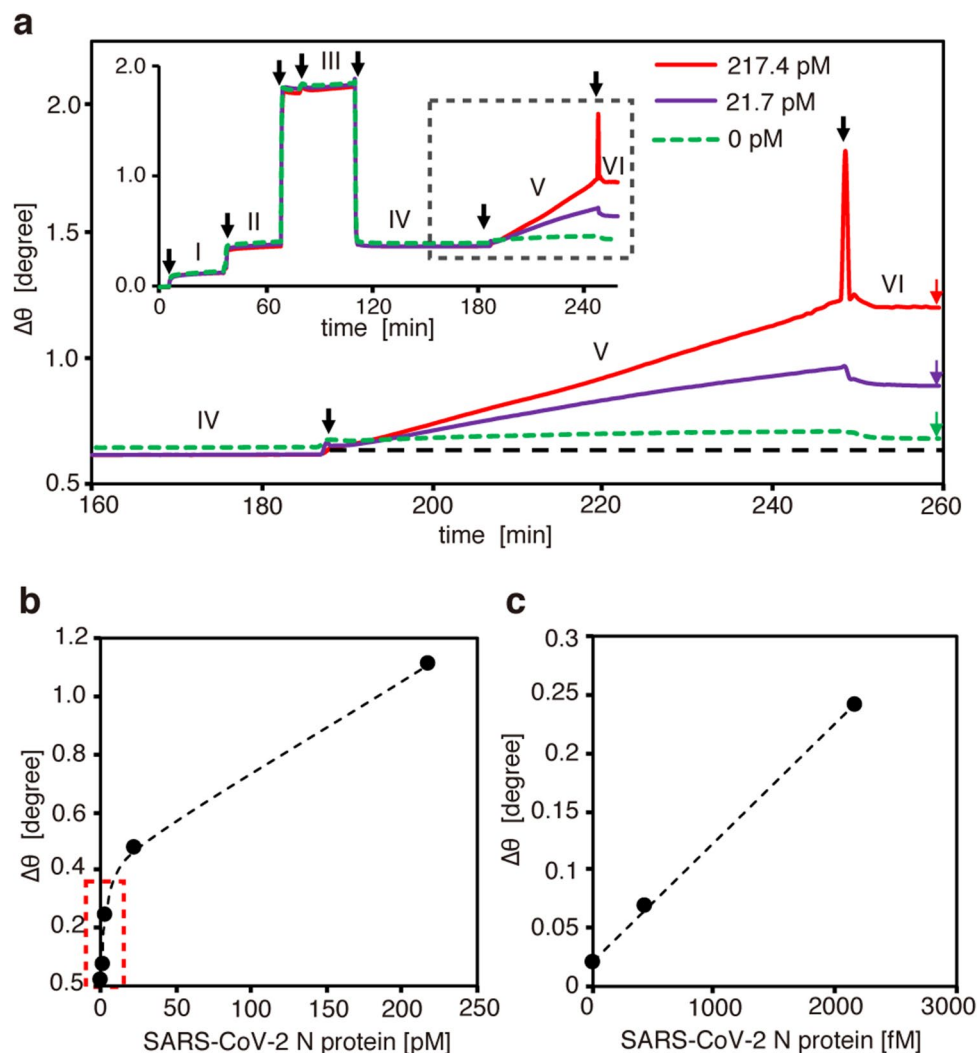 a
2.0
1.5
1.0
0.5
Δθ [degree]
2.0
1.0
0.0
I
II
III
IV
V
VI
0
60
120
180
240
time [min]
217.4 pM
21.7 pM
0 pM
IV
V
VI
160
180
200
220
240
260
time [min]
b
1.2
1.0
0.6
0.6
0.4
0.2
0.5
Δθ [degree]
0
50
100
150
200
250
SARS-CoV-2 N protein [pM]
c
0.3
0.25
0.2
0.15
0.1
0.05
0
Δθ [degree]
0
1000
2000
3000
SARS-CoV-2 N protein [fM]